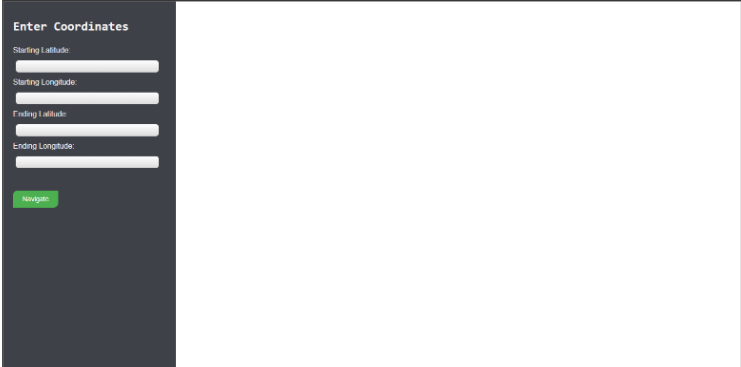 Enter Coordinates
Starting Latitude:
Starting Longitude:
Ending Latitude:
Ending Longitude:
Navigate